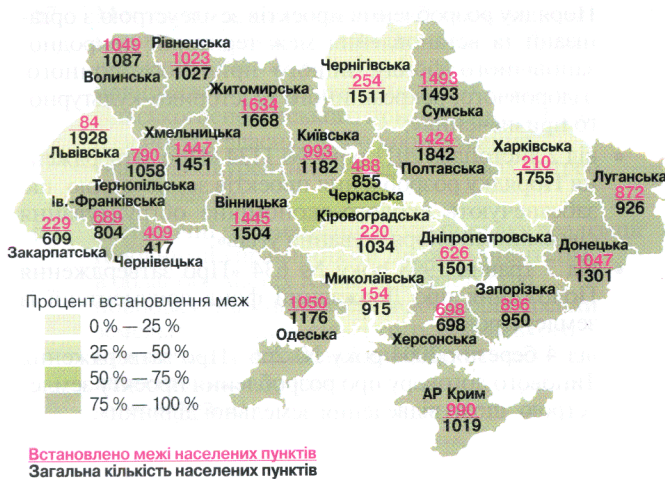 1049
1087
Волинська
Рівненська
1023
1027
Житомирська
1634
1668
Чернігівська
254
1511
1493
1493
Сумська
84
1928
Львівська
Хмельницька
1447
1451
790
1058
Тернопільська
Київська
993
1182
488
855
Черкаська
1424
1842
Полтавська
Харківська
210
1755
Луганська
872
926
ів.-Франківська
689
804
229
609
Закарпатська
409
417
Чернівецька
Вінницька
1445
1504
Кіровоградська
220
1034
Дніпропетровська
626
1501
Донецька
1047
1301
Миколаївська
154
915
Запорізька
896
950
1050
1176
Одеська
698
698
Херсонська
АР Крим
990
1019
Процент встановлення меж
0 % — 25 %
25 % — 50 %
50 % — 75 %
75 % — 100 %
Встановлено межі населених пунктів
Загальна кількість населених пунктів